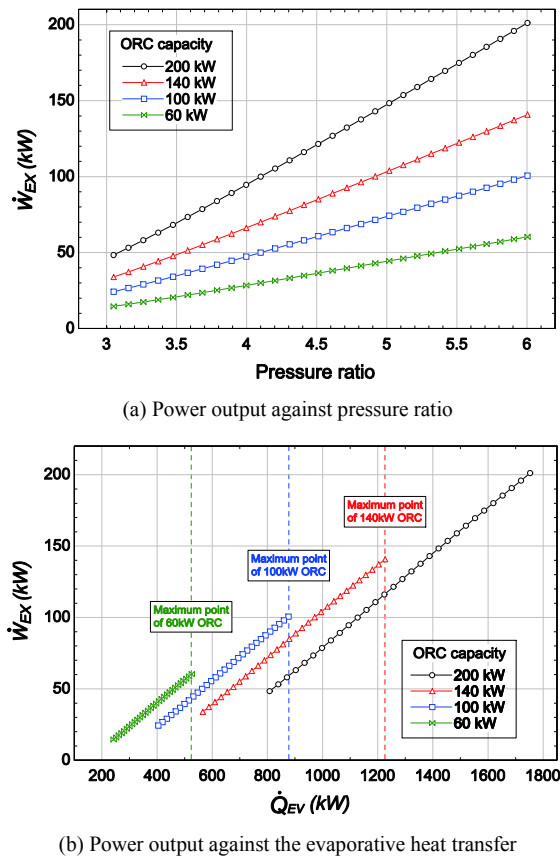 200
150
100
50
0
Ẇ_EX (kW)
ORC capacity
200 kW
140 kW
100 kW
60 kW
3 3.5 4 4.5 5 5.5 6
Pressure ratio
(a) Power output against pressure ratio
200
150
100
50
0
Ẇ_EX (kW)
Maximum point
of 60kW ORC
Maximum point
of 100kW ORC
Maximum point
of 140kW ORC
ORC capacity
200 kW
140 kW
100 kW
60 kW
200 400 600 800 1000 1200 1400 1600 1800
Q̇_EV (kW)
(b) Power output against the evaporative heat transfer